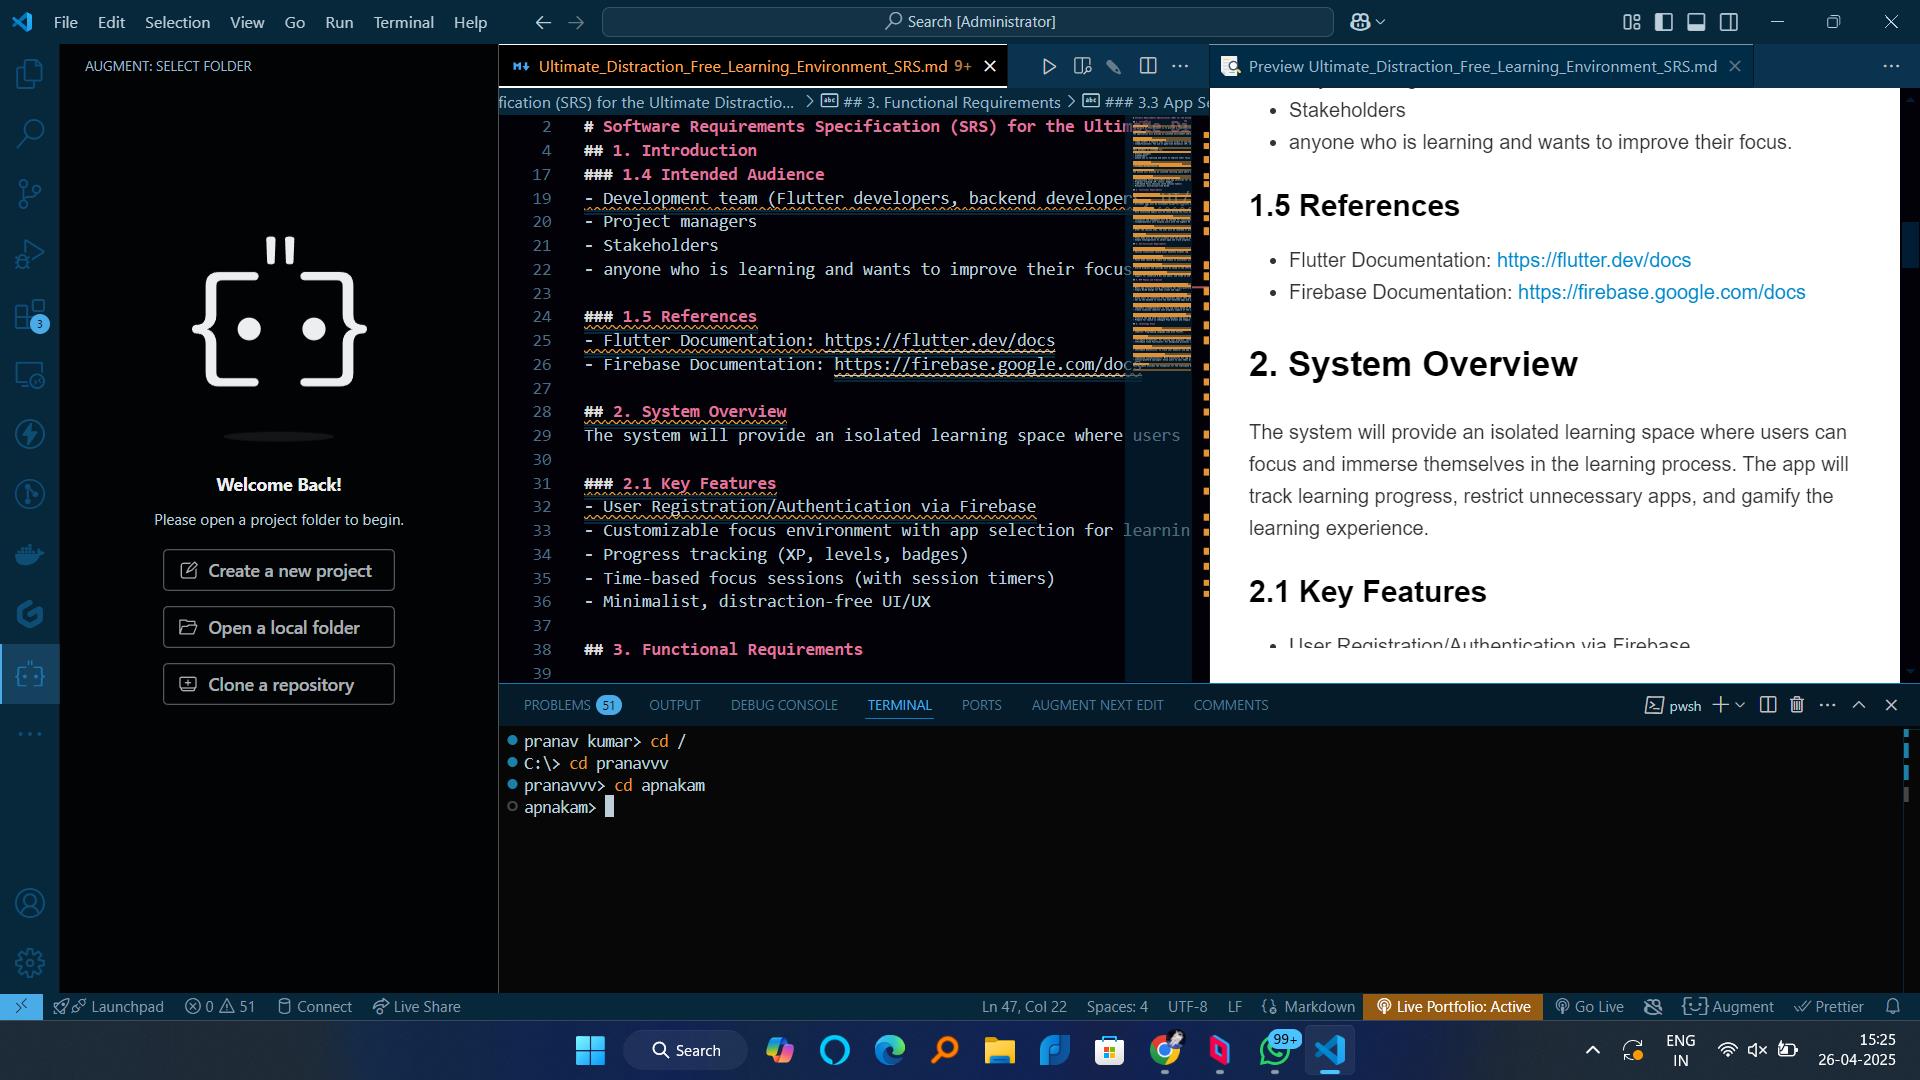 File Edit Selection View Go Run Terminal Help
Search [Administrator]
AUGMENT: SELECT FOLDER
Welcome Back!
Please open a project folder to begin.
Create a new project
Open a local folder
Clone a repository
3
Ultimate_Distraction_Free_Learning_Environment_SRS.md 9+
fication (SRS) for the Ultimate Distractio... > ## 3. Functional Requirements > ### 3.3 App Se
2 # Software Requirements Specification (SRS) for the Ultim
4 ## 1. Introduction
17 ### 1.4 Intended Audience
19 - Development team (Flutter developers, backend developer
20 - Project managers
21 - Stakeholders
22 - anyone who is learning and wants to improve their focus
23
24 ### 1.5 References
25 - Flutter Documentation: https://flutter.dev/docs
26 - Firebase Documentation: https://firebase.google.com/doc
27
28 ## 2. System Overview
29 The system will provide an isolated learning space where users
30
31 ### 2.1 Key Features
32 - User Registration/Authentication via Firebase
33 - Customizable focus environment with app selection for learnin
34 - Progress tracking (XP, levels, badges)
35 - Time-based focus sessions (with session timers)
36 - Minimalist, distraction-free UI/UX
37
38 ## 3. Functional Requirements
39
Preview Ultimate_Distraction_Free_Learning_Environment_SRS.md
• Stakeholders
• anyone who is learning and wants to improve their focus.
1.5 References
• Flutter Documentation: https://flutter.dev/docs
• Firebase Documentation: https://firebase.google.com/docs
2. System Overview
The system will provide an isolated learning space where users can
focus and immerse themselves in the learning process. The app will
track learning progress, restrict unnecessary apps, and gamify the
learning experience.
2.1 Key Features
• User Registration/Authentication via Firebase
PROBLEMS 51 OUTPUT DEBUG CONSOLE TERMINAL PORTS AUGMENT NEXT EDIT COMMENTS
pwsh
pranav kumar> cd /
C:\> cd pranavvv
pranavvv> cd apnakam
apnakam>
Launchpad 0 51 Connect Live Share
Ln 47, Col 22 Spaces: 4 UTF-8 LF Markdown Live Portfolio: Active Go Live Augment Prettier
Search
99+
ENG
IN
15:25
26-04-2025